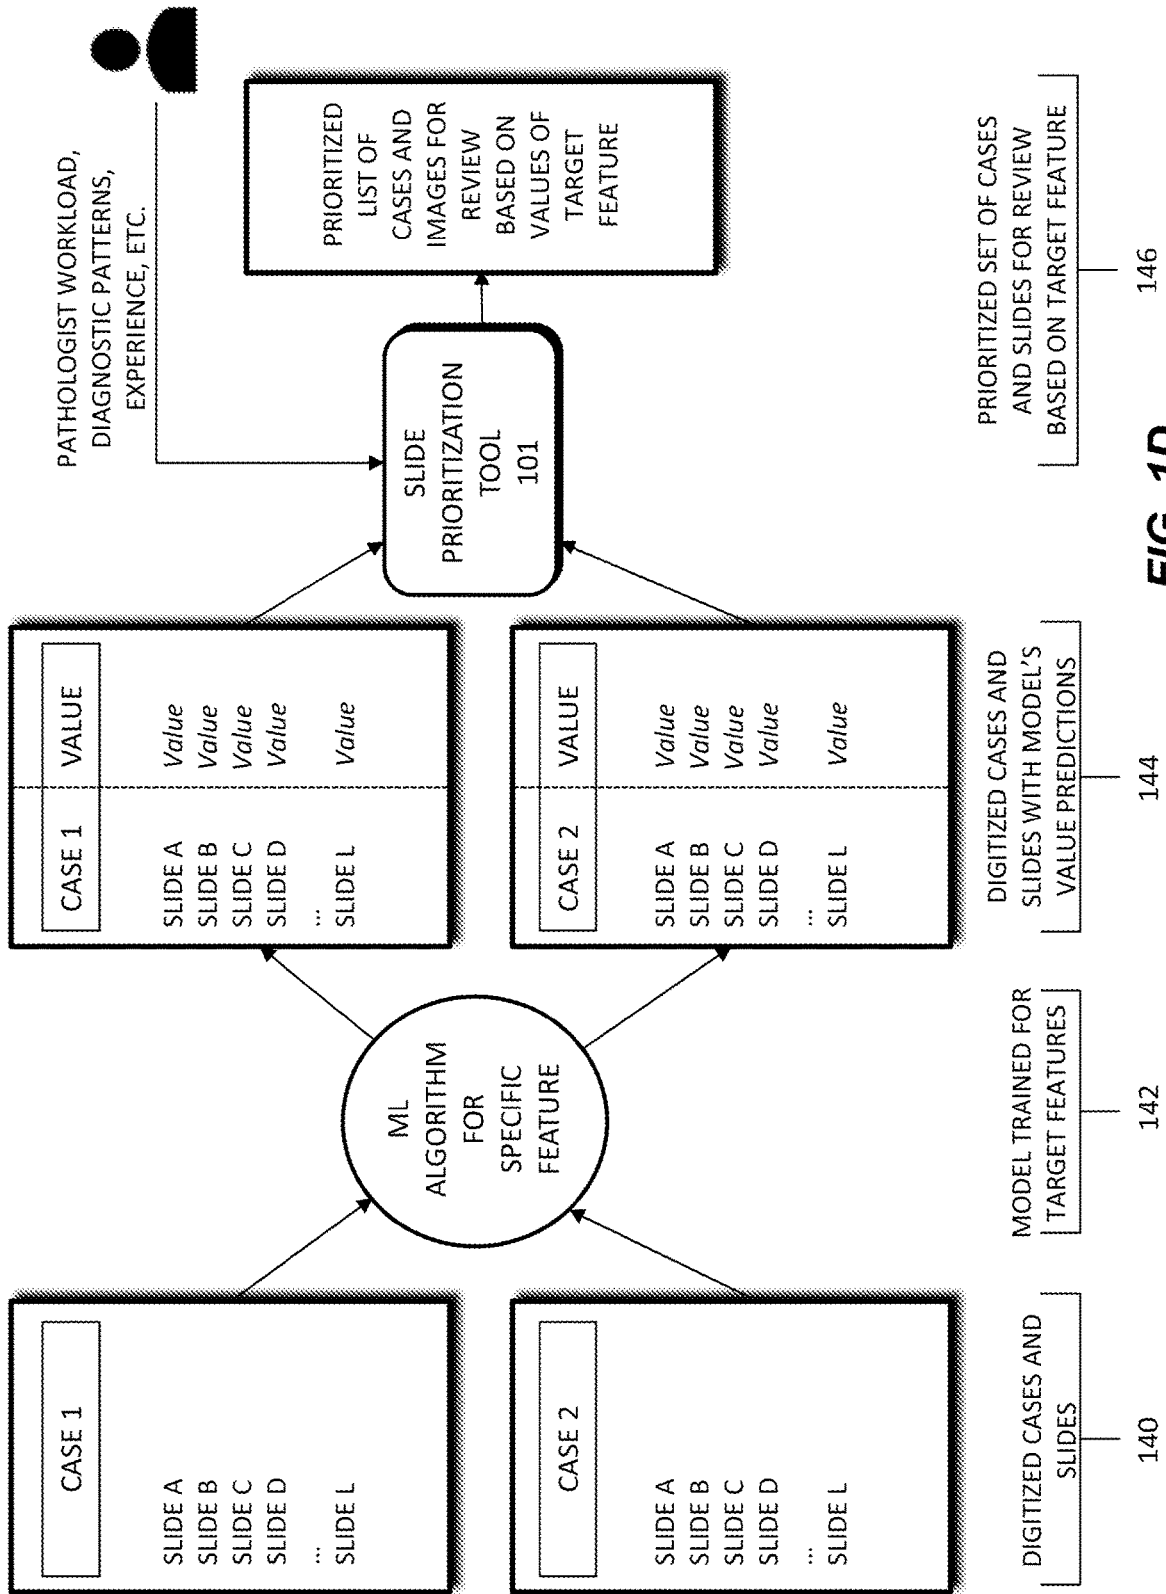 CASE 1
SLIDE A
SLIDE B
SLIDE C
SLIDE D
...
SLIDE L
CASE 2
SLIDE A
SLIDE B
SLIDE C
SLIDE D
...
SLIDE L
DIGITIZED CASES AND
SLIDES
140
ML
ALGORITHM
FOR
SPECIFIC
FEATURE
MODEL TRAINED FOR
TARGET FEATURES
142
CASE 1 VALUE
SLIDE A Value
SLIDE B Value
SLIDE C Value
SLIDE D Value
...
SLIDE L Value
CASE 2 VALUE
SLIDE A Value
SLIDE B Value
SLIDE C Value
SLIDE D Value
...
SLIDE L Value
DIGITIZED CASES AND
SLIDES WITH MODEL'S
VALUE PREDICTIONS
144
PATHOLOGIST WORKLOAD,
DIAGNOSTIC PATTERNS,
EXPERIENCE, ETC.
SLIDE
PRIORITIZATION
TOOL
101
PRIORITIZED
LIST OF
CASES AND
IMAGES FOR
REVIEW
BASED ON
VALUES OF
TARGET
FEATURE
PRIORITIZED SET OF CASES
AND SLIDES FOR REVIEW
BASED ON TARGET FEATURE
146
FIG. 1D